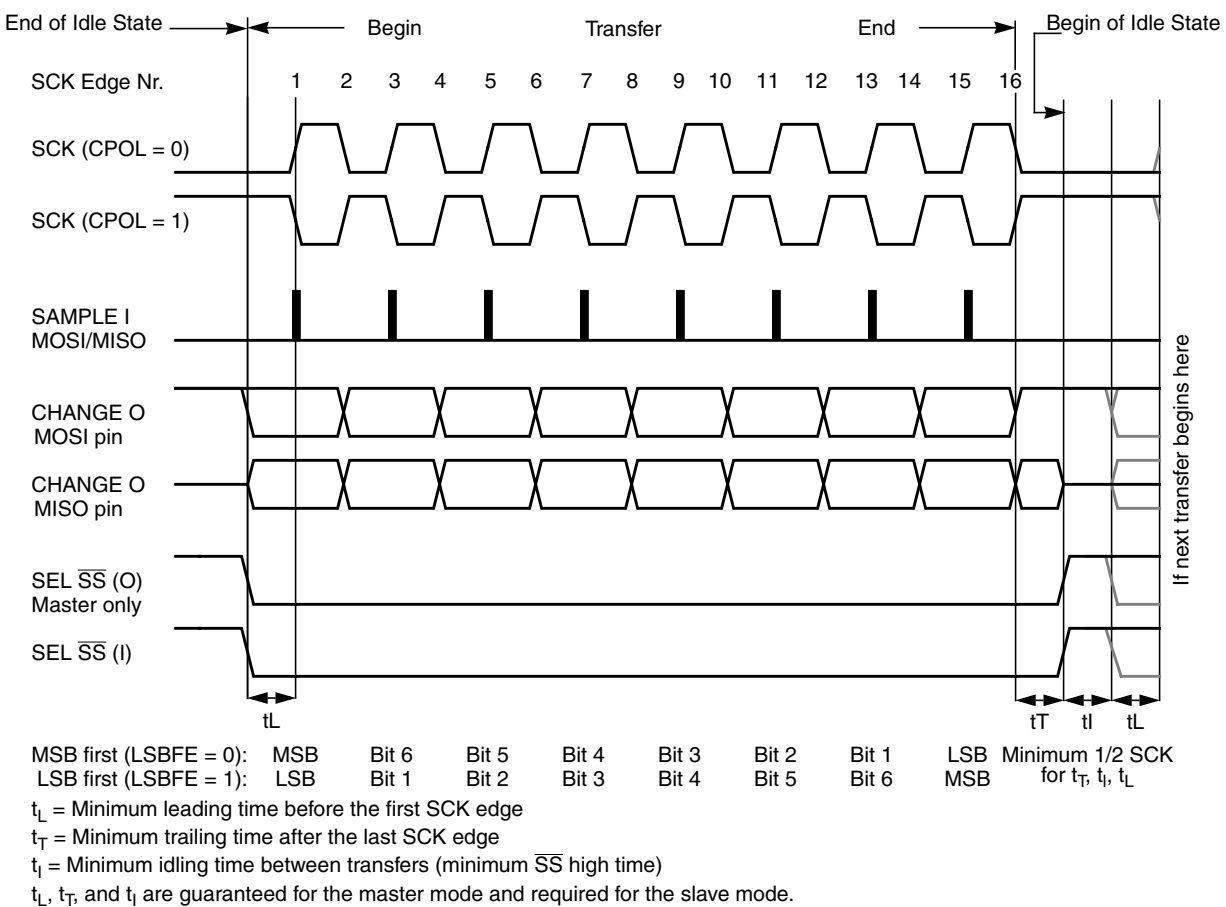 End of Idle State
Begin
Transfer
End
Begin of Idle State
SCK Edge Nr.
1 2 3 4 5 6 7 8 9 10 11 12 13 14 15 16
SCK (CPOL = 0)
SCK (CPOL = 1)
SAMPLE I
MOSI/MISO
CHANGE O
MOSI pin
CHANGE O
MISO pin
SEL SS (O)
Master only
SEL SS (I)
If next transfer begins here
tL
tT tI tL
MSB first (LSBFE = 0): MSB Bit 6 Bit 5 Bit 4 Bit 3 Bit 2 Bit 1 LSB
LSB first (LSBFE = 1): LSB Bit 1 Bit 2 Bit 3 Bit 4 Bit 5 Bit 6 MSB
Minimum 1/2 SCK
for tT, tI, tL
tL = Minimum leading time before the first SCK edge
tT = Minimum trailing time after the last SCK edge
tI = Minimum idling time between transfers (minimum SS high time)
tL, tT, and tI are guaranteed for the master mode and required for the slave mode.